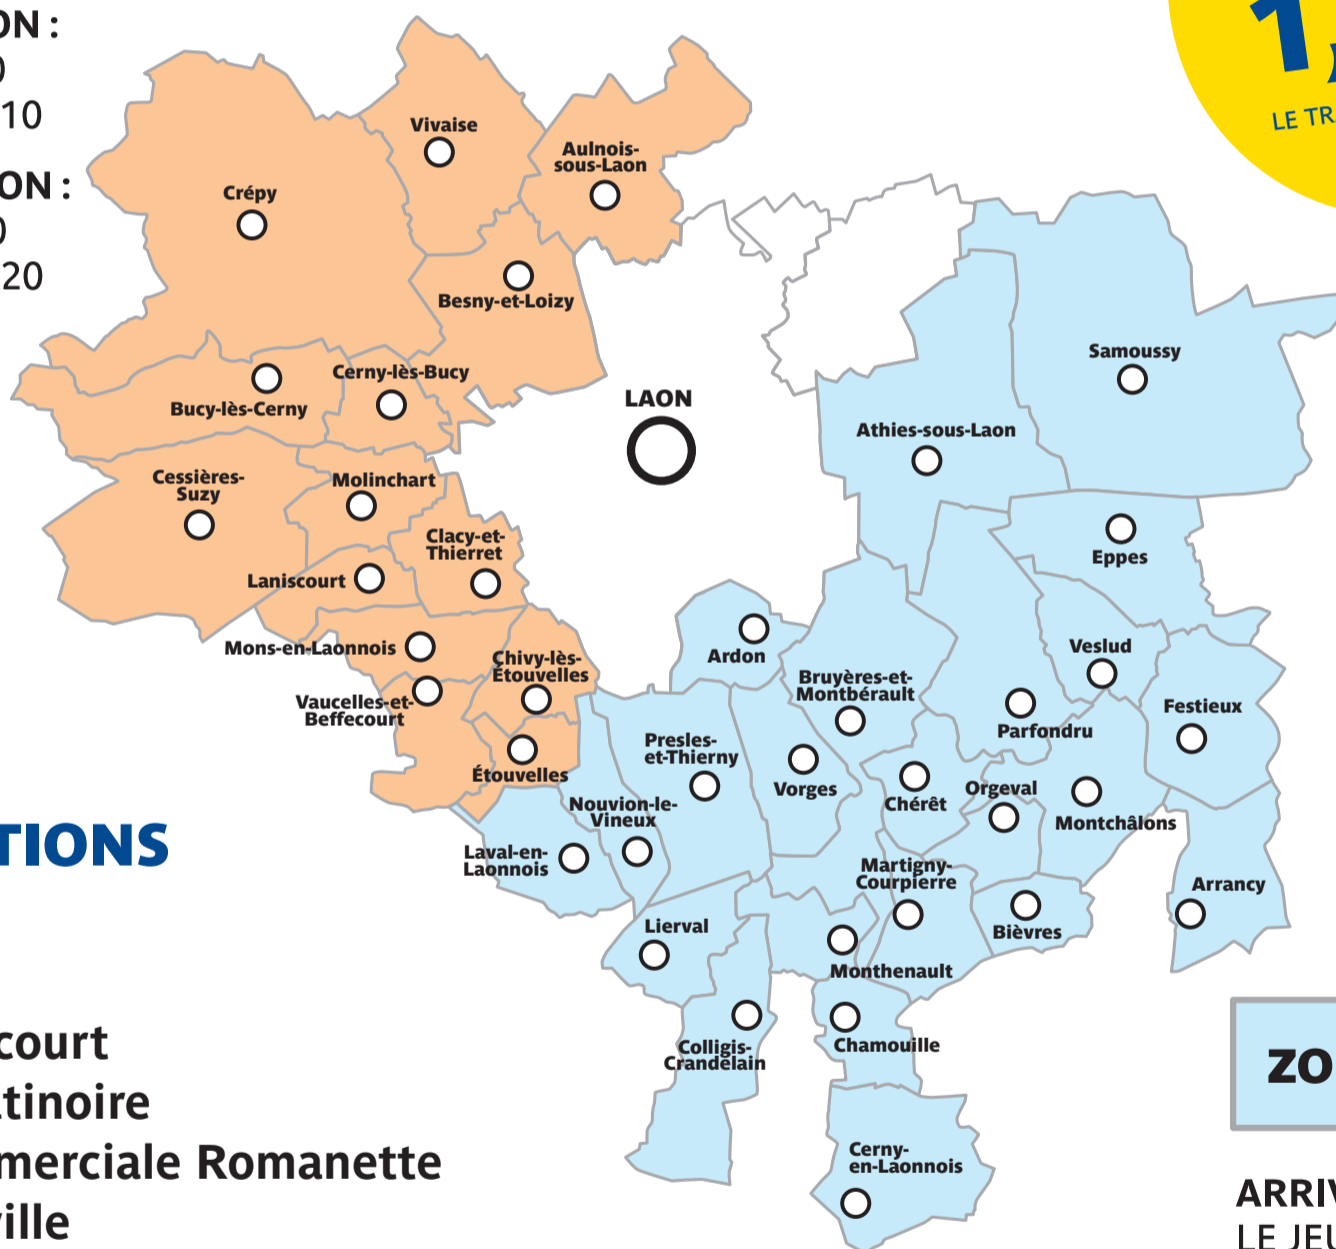 ON :
0
10
ION :
0
20
1,
LE TR
Vivaise
Aulnois-
sous-Laon
Crépy
Besny-et-Loizy
Samoussy
Cerny-lès-Bucy
Bucy-lès-Cerny
LAON
Athies-sous-Laon
Cessières-
Suzy
Molinchart
Clacy-et-
Thierret
Eppes
Laniscourt
Mons-en-Laonnois
Chivy-lès-
Étouvelles
Ardon
Veslud
Bruyères-et-
Montbérault
Vaucelles-et-
Beffecourt
Festieux
Parfondru
Presles-
et-Thierny
Étouvelles
Vorges
Chérêt
Orgeval
Nouvion-le-
Vineux
Montchâlons
TIONS
Laval-en-
Laonnois
Martigny-
Courpierre
Arrancy
Lierval
Bièvres
Monthenault
court
Colligis-
Crandelain
Chamouille
ZO
tinoire
merciale Romanette
Cerny-
en-Laonnois
ville
ARRIV
LE JEU